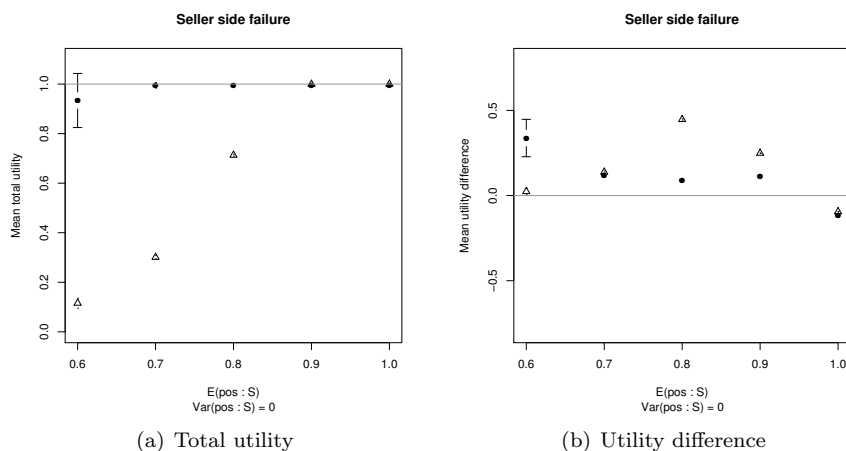 Seller side failure
Mean total utility
1.0
0.8
0.6
0.4
0.2
0.0
0.6 0.7 0.8 0.9 1.0
E(pos : S)
Var(pos : S) = 0
(a) Total utility
Seller side failure
Mean utility difference
0.5
0.0
−0.5
0.6 0.7 0.8 0.9 1.0
E(pos : S)
Var(pos : S) = 0
(b) Utility difference